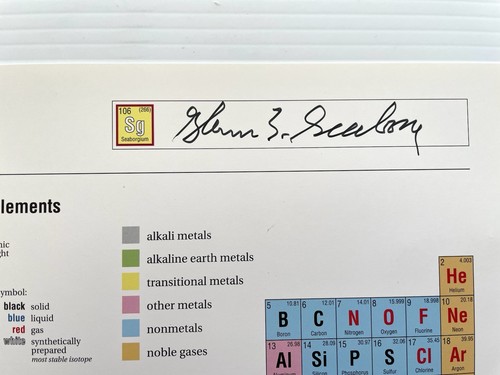 106 (266)
Sg
Seaborgium
Glenn T. Seaborg
lements
alkali metals
alkaline earth metals
transitional metals
other metals
nonmetals
noble gases
ymbol:
black solid
blue liquid
red gas
white synthetically
prepared
most stable isotope
2 4.003
He
Helium
5 10.81 6 12.01 7 14.01 8 15.999 9 18.998 10 20.18
B C N O F Ne
Boron Carbon Nitrogen Oxygen Fluorine Neon
13 26.98 14 28.09 15 30.97 16 32.06 17 35.45 18 39.95
Al Si P S Cl Ar